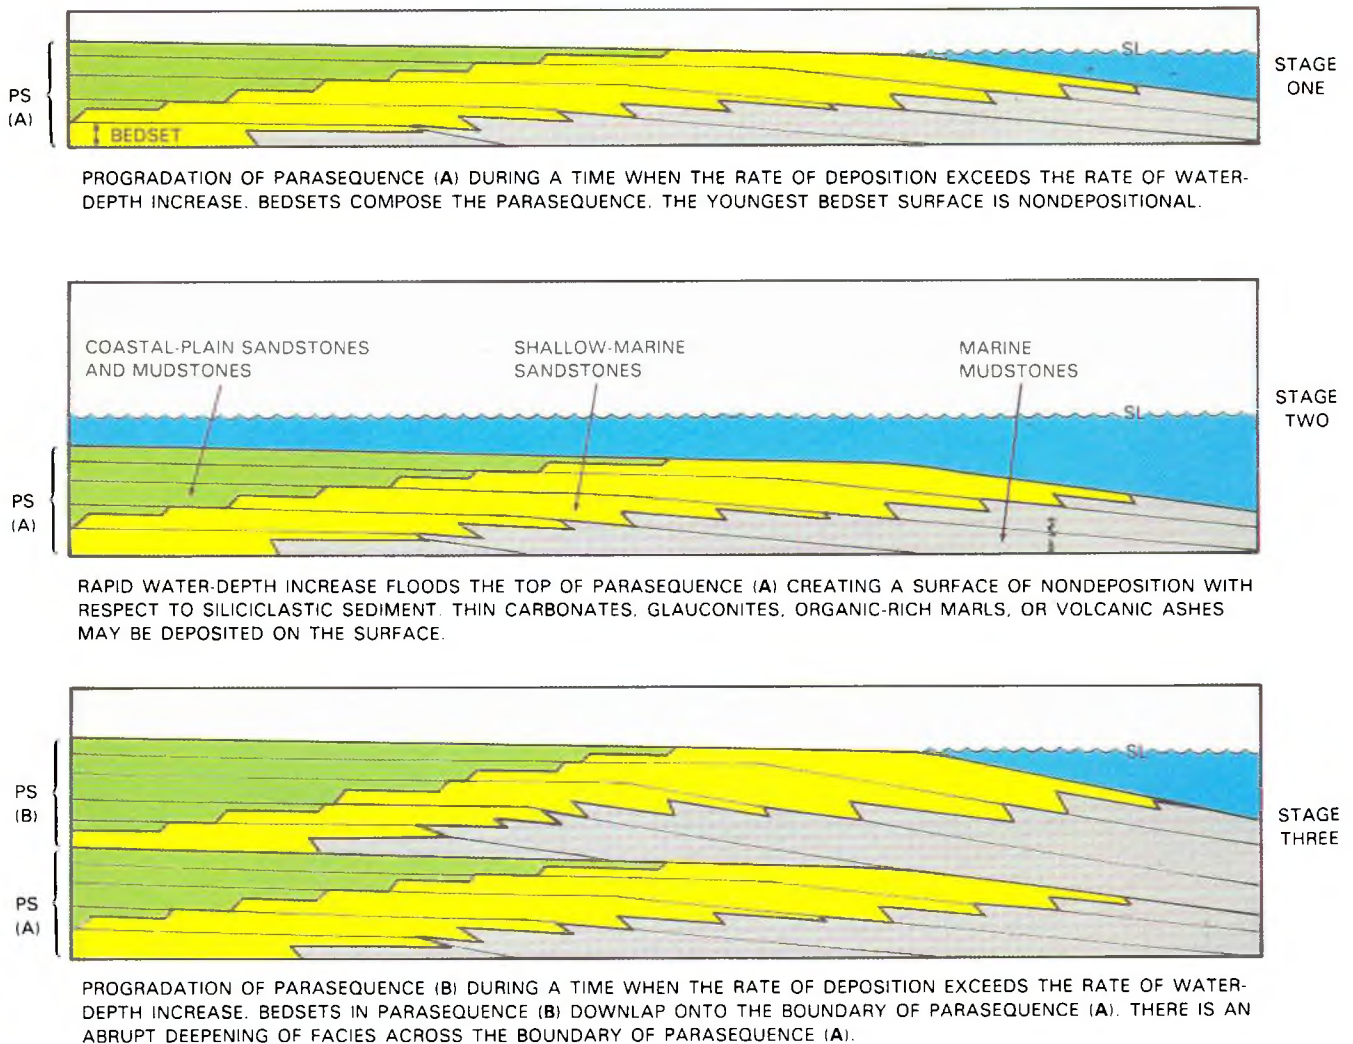 SL
STAGE
ONE
PS
(A)
BEDSET
PROGRADATION OF PARASEQUENCE (A) DURING A TIME WHEN THE RATE OF DEPOSITION EXCEEDS THE RATE OF WATER-
DEPTH INCREASE. BEDSETS COMPOSE THE PARASEQUENCE. THE YOUNGEST BEDSET SURFACE IS NONDEPOSITIONAL.
COASTAL-PLAIN SANDSTONES
AND MUDSTONES
SHALLOW-MARINE
SANDSTONES
MARINE
MUDSTONES
SL
STAGE
TWO
PS
(A)
RAPID WATER-DEPTH INCREASE FLOODS THE TOP OF PARASEQUENCE (A) CREATING A SURFACE OF NONDEPOSITION WITH
RESPECT TO SILICICLASTIC SEDIMENT. THIN CARBONATES, GLAUCONITES, ORGANIC-RICH MARLS, OR VOLCANIC ASHES
MAY BE DEPOSITED ON THE SURFACE.
SL
PS
(B)
STAGE
THREE
PS
(A)
PROGRADATION OF PARASEQUENCE (B) DURING A TIME WHEN THE RATE OF DEPOSITION EXCEEDS THE RATE OF WATER-
DEPTH INCREASE. BEDSETS IN PARASEQUENCE (B) DOWNLAP ONTO THE BOUNDARY OF PARASEQUENCE (A). THERE IS AN
ABRUPT DEEPENING OF FACIES ACROSS THE BOUNDARY OF PARASEQUENCE (A).